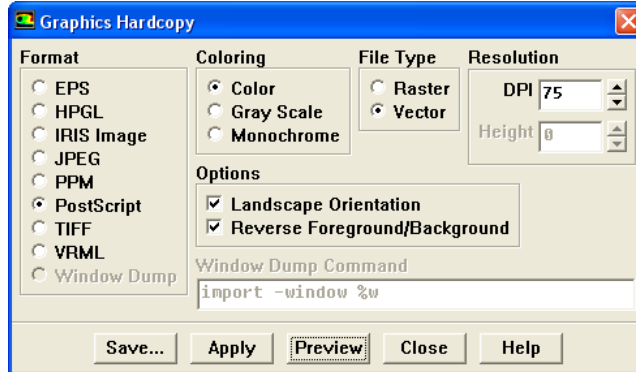 Graphics Hardcopy
Format
EPS
HPGL
IRIS Image
JPEG
PPM
PostScript
TIFF
VRML
Window Dump
Coloring
Color
Gray Scale
Monochrome
File Type
Raster
Vector
Resolution
DPI 75
Height 0
Options
Landscape Orientation
Reverse Foreground/Background
Window Dump Command
import -window %w
Save... Apply Preview Close Help